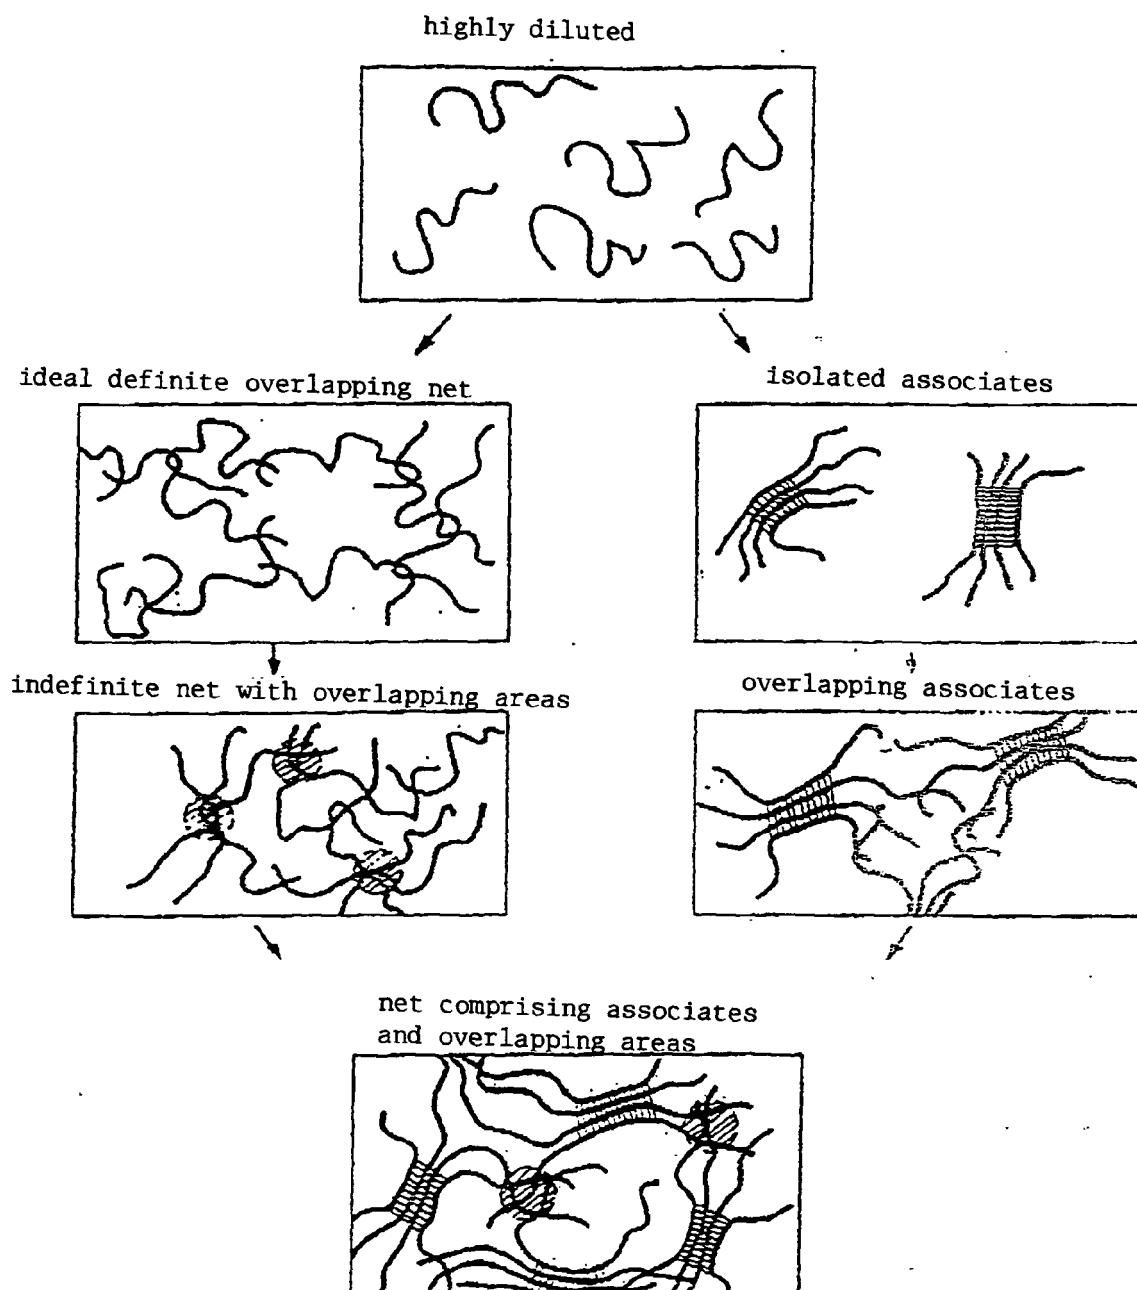 highly diluted
ideal definite overlapping net
isolated associates
indefinite net with overlapping areas
overlapping associates
net comprising associates
and overlapping areas